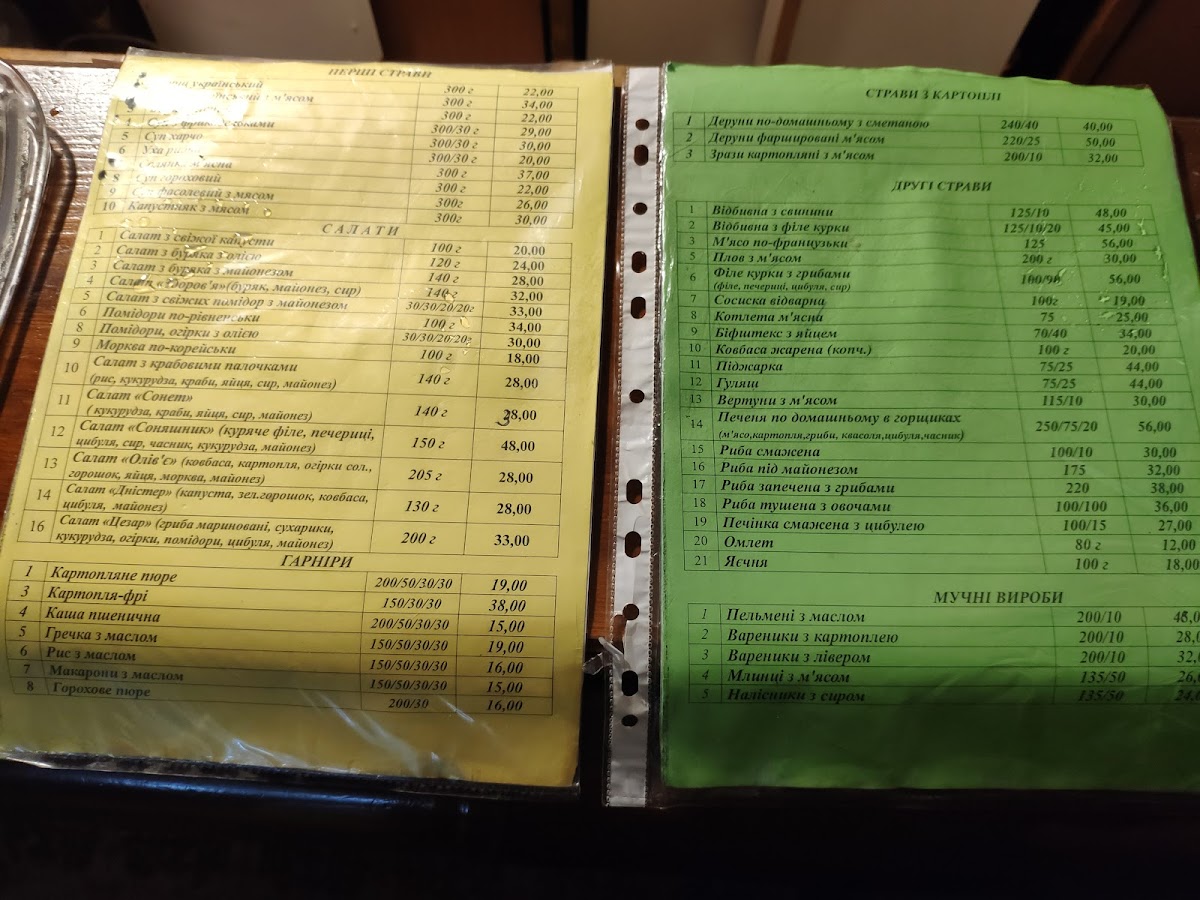 ПЕРШІ СТРАВИ
український 300 г 22,00
з м'ясом 300 г 34,00
300 г 22,00
4 300/30 г 29,00
5 Суп харчо 300/30 г 30,00
6 Уха 300/30 г 20,00
м'ясна 300 г 37,00
8 Суп гороховий 300 г 22,00
9 Суп фасолевий з мясом 300г 26,00
10 Капустняк з мясом 300г 30,00
САЛАТИ
1 Салат з свіжої капусти 100 г 20,00
2 Салат з буряка з олією 120 г 24,00
3 Салат з буряка з майонезом 140 г 28,00
4 Салат «Здоров'я»(буряк, майонез, сир) 140 г 32,00
5 Салат з свіжих помідор з майонезом 30/30/20/20г 33,00
6 Помідори по-рівненськи 100 г 34,00
8 Помідори, огірки з олією 30/30/20/20г 30,00
9 Морква по-корейськи 100 г 18,00
10 Салат з крабовими палочками
(рис, кукурудза, краби, яйця, сир, майонез) 140 г 28,00
11 Салат «Сонет»
( кукурудза, краби, яйця, сир, майонез) 140 г 38,00
12 Салат «Соняшник» (куряче філе, печериці,
цибуля, сир, часник, кукурудза, майонез) 150 г 48,00
13 Салат «Олів'є» (ковбаса, картопля, огірки сол.,
горошок, яйця, морква, майонез) 205 г 28,00
14 Салат «Дністер» (капуста, зел.горошок, ковбаса,
цибуля, майонез) 130 г 28,00
16 Салат «Цезар» (гриба мариновані, сухарики,
кукурудза, огірки, помідори, цибуля, майонез) 200 г 33,00
ГАРНІРИ
1 Картопляне пюре 200/50/30/30 19,00
3 Картопля-фрі 150/30/30 38,00
4 Каша пшенична 200/50/30/30 15,00
5 Гречка з маслом 150/50/30/30 19,00
6 Рис з маслом 150/50/30/30 16,00
7 Макарони з маслом 150/50/30/30 15,00
8 Горохове пюре 200/30 16,00
СТРАВИ З КАРТОПЛІ
1 Деруни по-домашньому з сметаною 240/40 40,00
2 Деруни фаршировані м'ясом 220/25 50,00
3 Зрази картопляні з м'ясом 200/10 32,00
ДРУГІ СТРАВИ
1 Відбивна з свинини 125/10 48,00
2 Відбивна з філе курки 125/10/20 45,00
3 М'ясо по-французьки 125 56,00
5 Плов з м'ясом 200 г 30,00
6 Філе курки з грибами 100/90 56,00
(філе, печериці, цибуля, сир)
7 Сосиска відварна 100г 19,00
8 Котлета м'ясна 75 25,00
9 Біфштекс з яйцем 70/40 34,00
10 Ковбаса жарена (копч.) 100 г 20,00
11 Піджарка 75/25 44,00
12 Гуляш 75/25 44,00
13 Вертуни з м'ясом 115/10 30,00
14 Печеня по домашньому в горщиках 250/75/20 56,00
(м'ясо,картопля,гриби, квасоля,цибуля,часник)
15 Риба смажена 100/10 30,00
16 Риба під майонезом 175 32,00
17 Риба запечена з грибами 220 38,00
18 Риба тушена з овочами 100/100 36,00
19 Печінка смажена з цибулею 100/15 27,00
20 Омлет 80 г 12,00
21 Яєчня 100 г 18,00
МУЧНІ ВИРОБИ
1 Пельмені з маслом 200/10
2 Вареники з картоплею 200/10 28,
3 Вареники з лівером 200/10 32,
4 Млинці з м'ясом 135/50 26,
5 Налісники з сиром 135/50 24,